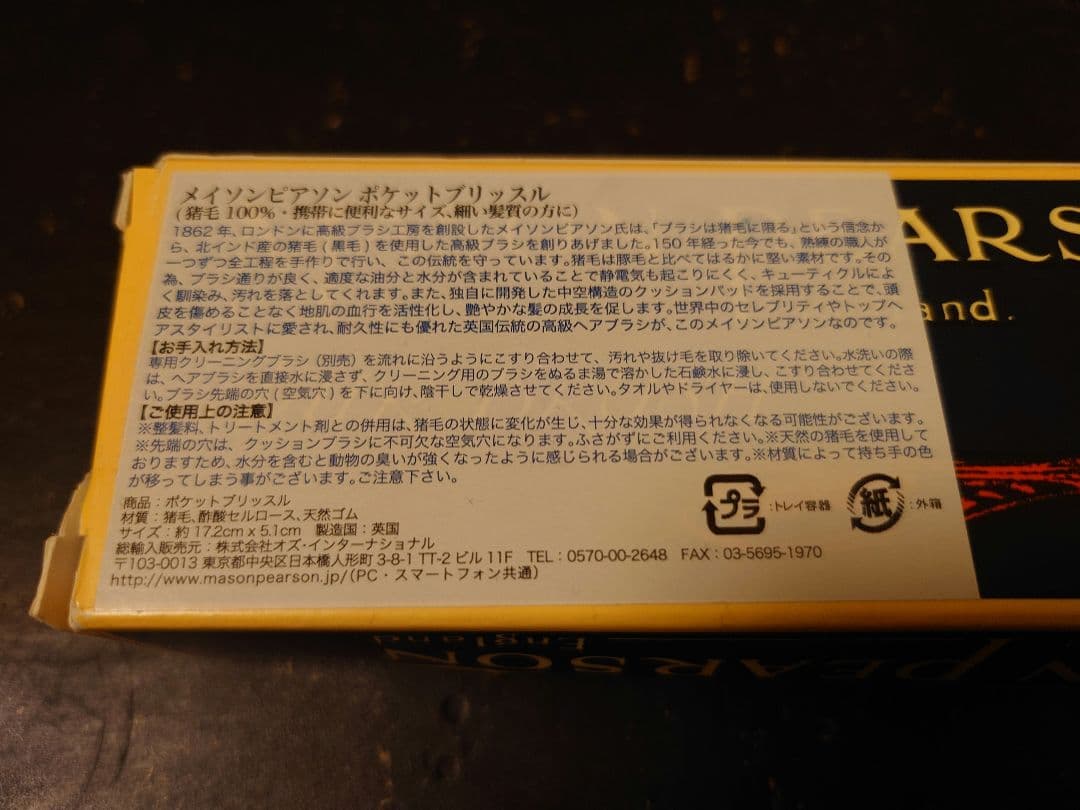 メイソンピアソン ポケットブリッスル
(猪毛 100%・携帯に便利なサイズ、細い髪質の方に)
1862年、ロンドンに高級ブラシ工房を創設したメイソンピアソン氏は、「ブラシは猪毛に限る」という信念か
ら、北インド産の猪毛(黒毛)を使用した高級ブラシを創りあげました。150年経った今でも、熟練の職人が
一つずつ全工程を手作りで行い、この伝統を守っています。猪毛は豚毛と比べてはるかに堅い素材です。その
為、ブラシ通りが良く、適度な油分と水分が含まれていることで静電気も起こりにくく、キューティクルによ
く馴染み、汚れを落としてくれます。また、独自に開発した中空構造のクッションパッドを採用することで、頭
皮を傷めることなく地肌の血行を活性化し、艶やかな髪の成長を促します。世界中のセレブリティやトップヘ
アスタイリストに愛され、耐久性にも優れた英国伝統の高級ヘアブラシが、このメイソンピアソンなのです。
【お手入れ方法】
専用クリーニングブラシ(別売)を流れに沿うようにこすり合わせて、汚れや抜け毛を取り除いてください。水洗いの際
は、ヘアブラシを直接水に浸さず、クリーニング用のブラシをぬるま湯で溶かした石鹸水に浸し、こすり合わせてくださ
い。ブラシ先端の穴(空気穴)を下に向け、陰干しで乾燥させてください。タオルやドライヤーは、使用しないでください。
【ご使用上の注意】
※整髪料、トリートメント剤との併用は、猪毛の状態に変化が生じ、十分な効果が得られなくなる可能性がございます。
※先端の穴は、クッションブラシに不可欠な空気穴になります。ふさがずにご利用ください。※天然の猪毛を使用して
おりますため、水分を含むと動物の臭いが強くなったように感じられる場合がございます。※材質によって持ち手の色
が移ってしまう事がございます。ご注意下さい。
商品：ポケットブリッスル
材質：猪毛、酢酸セルロース、天然ゴム
サイズ：約17.2cm x 5.1cm 製造国：英国
総輸入販売元：株式会社オズ・インターナショナル
〒103-0013 東京都中央区日本橋人形町 3-8-1 TT-2 ビル 11F TEL：0570-00-2648 FAX：03-5695-1970
http://www.masonpearson.jp/(PC・スマートフォン共通)
プラ :トレイ容器 紙 :外箱
EARS
and.
PEARSON
England